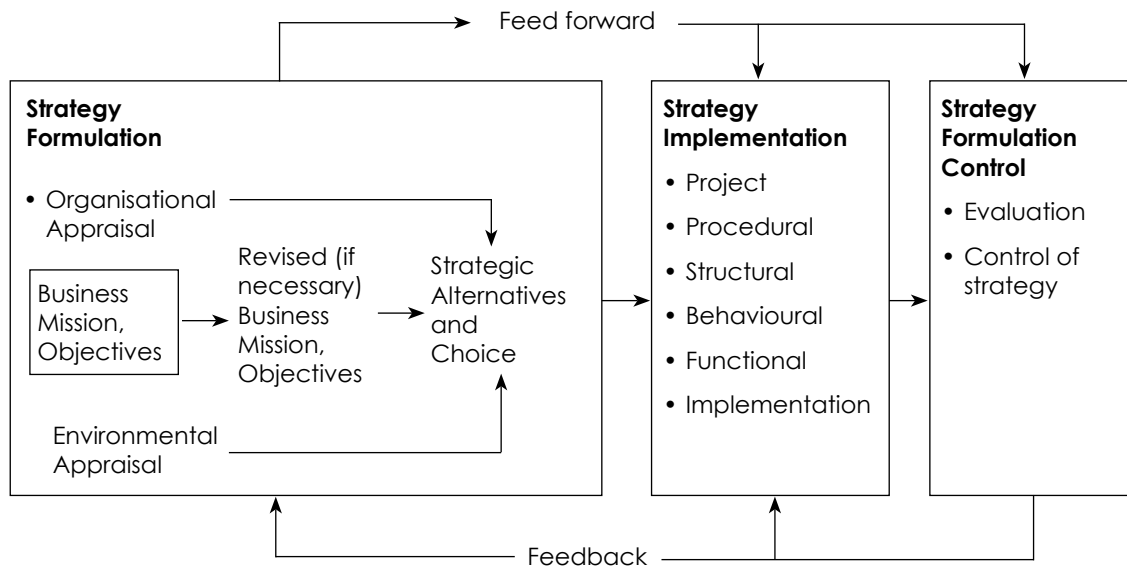 Feed forward
Strategy
Formulation
• Organisational
Appraisal
Business
Mission,
Objectives
Revised (if
necessary)
Business
Mission,
Objectives
Strategic
Alternatives
and
Choice
Environmental
Appraisal
Strategy
Implementation
• Project
• Procedural
• Structural
• Behavioural
• Functional
• Implementation
Strategy
Formulation
Control
• Evaluation
• Control of
strategy
Feedback